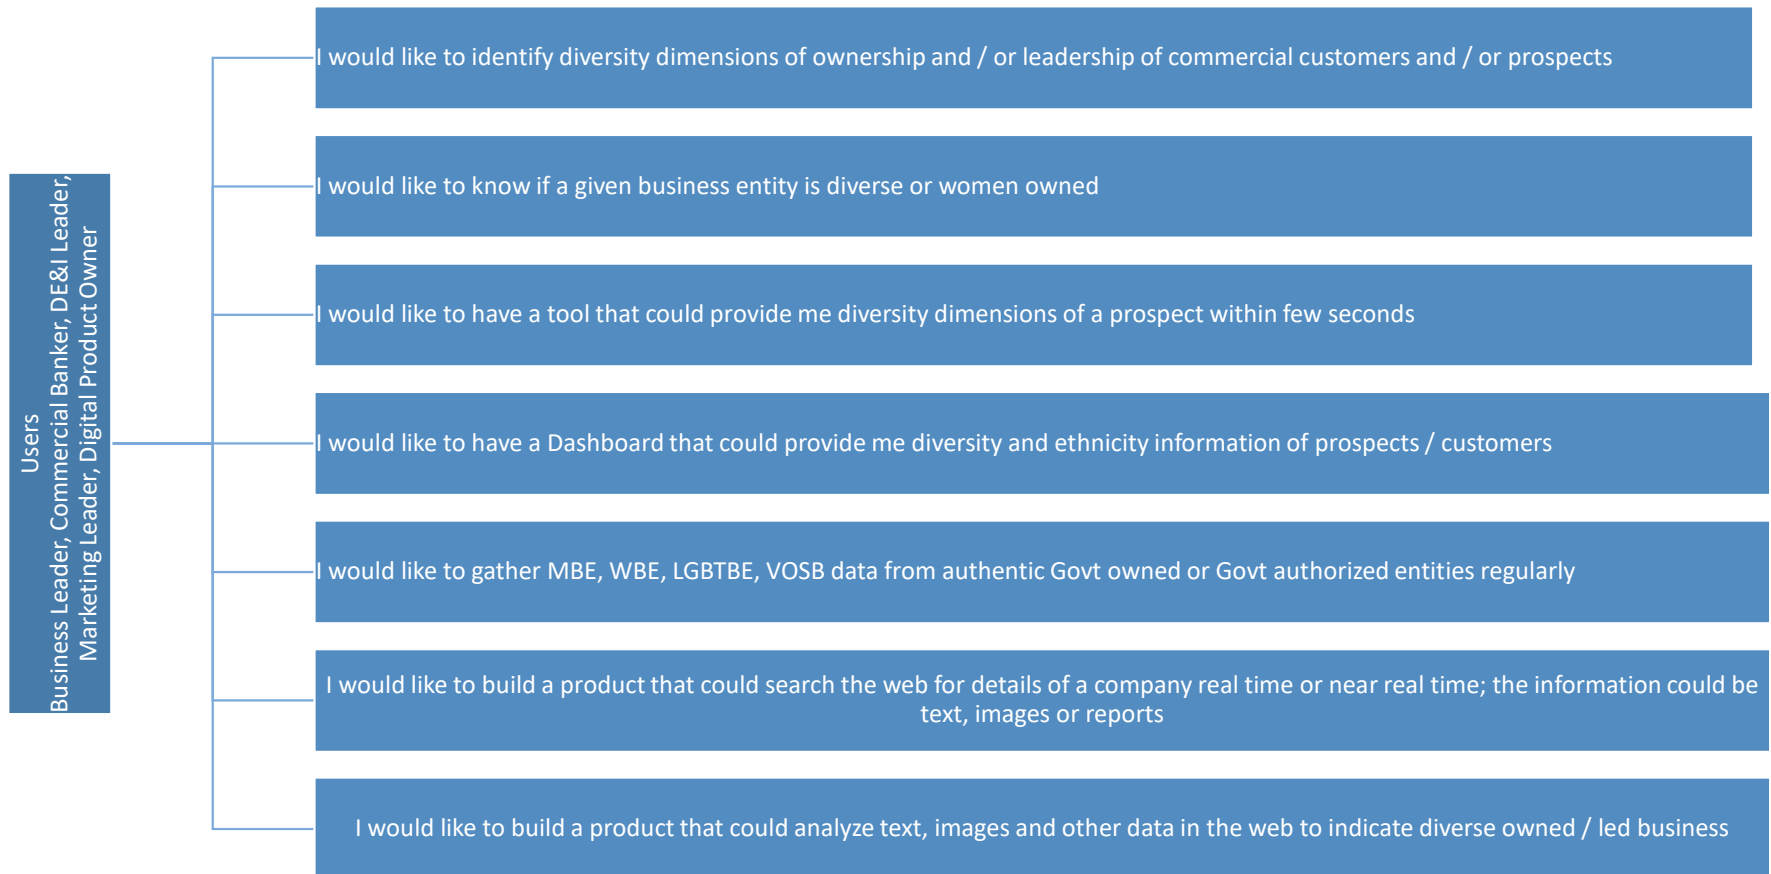 Users
Business Leader, Commercial Banker, DE&I Leader,
Marketing Leader, Digital Product Owner
I would like to identify diversity dimensions of ownership and / or leadership of commercial customers and / or prospects
I would like to know if a given business entity is diverse or women owned
I would like to have a tool that could provide me diversity dimensions of a prospect within few seconds
I would like to have a Dashboard that could provide me diversity and ethnicity information of prospects / customers
I would like to gather MBE, WBE, LGBTBE, VOSB data from authentic Govt owned or Govt authorized entities regularly
I would like to build a product that could search the web for details of a company real time or near real time; the information could be
text, images or reports
I would like to build a product that could analyze text, images and other data in the web to indicate diverse owned / led business